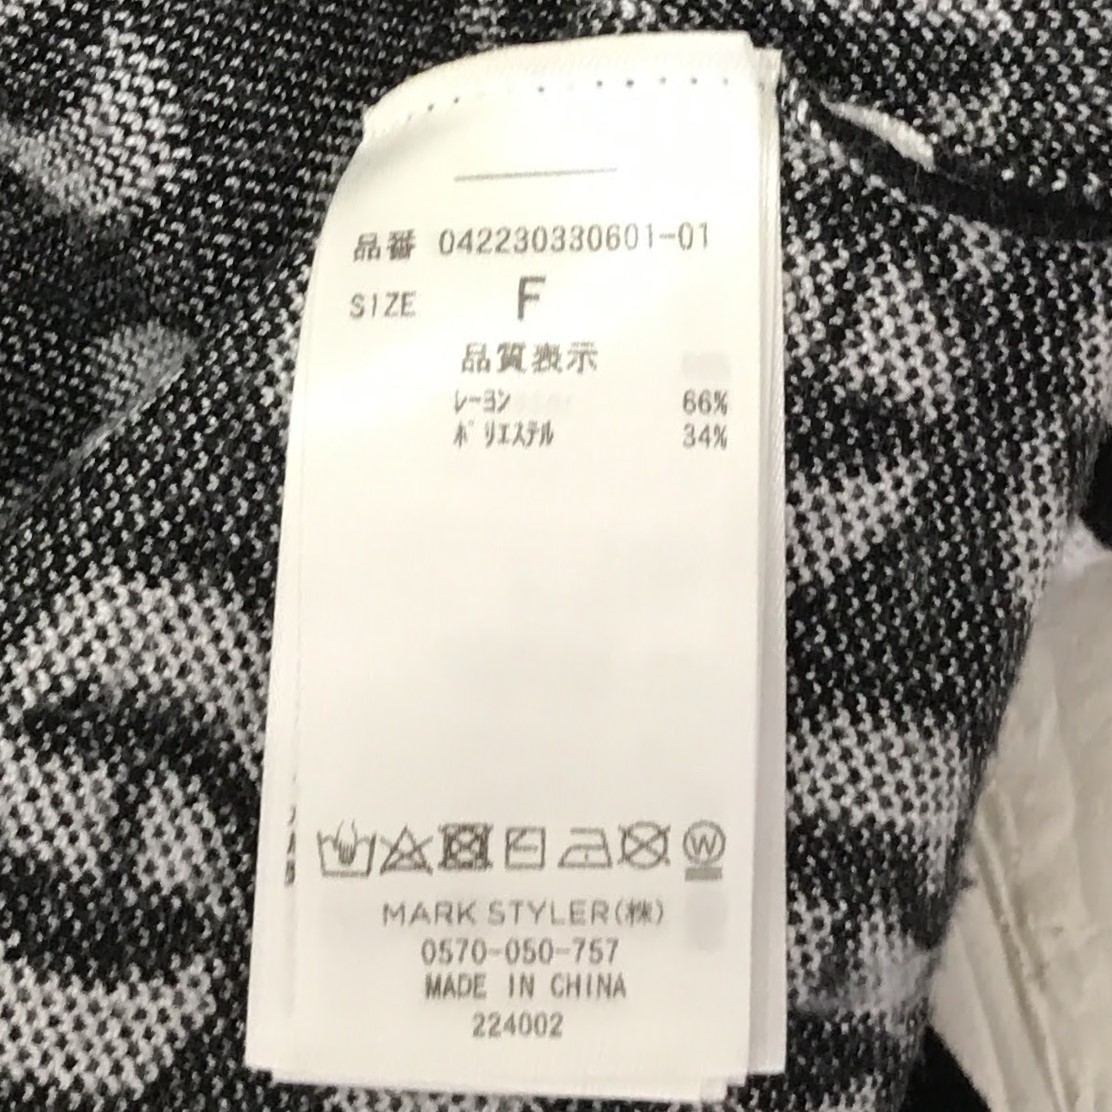 品番 042230330601-01
SIZE F
品質表示
レーヨン 66%
ポリエステル 34%
W
MARK STYLER(株)
0570-050-757
MADE IN CHINA
224002